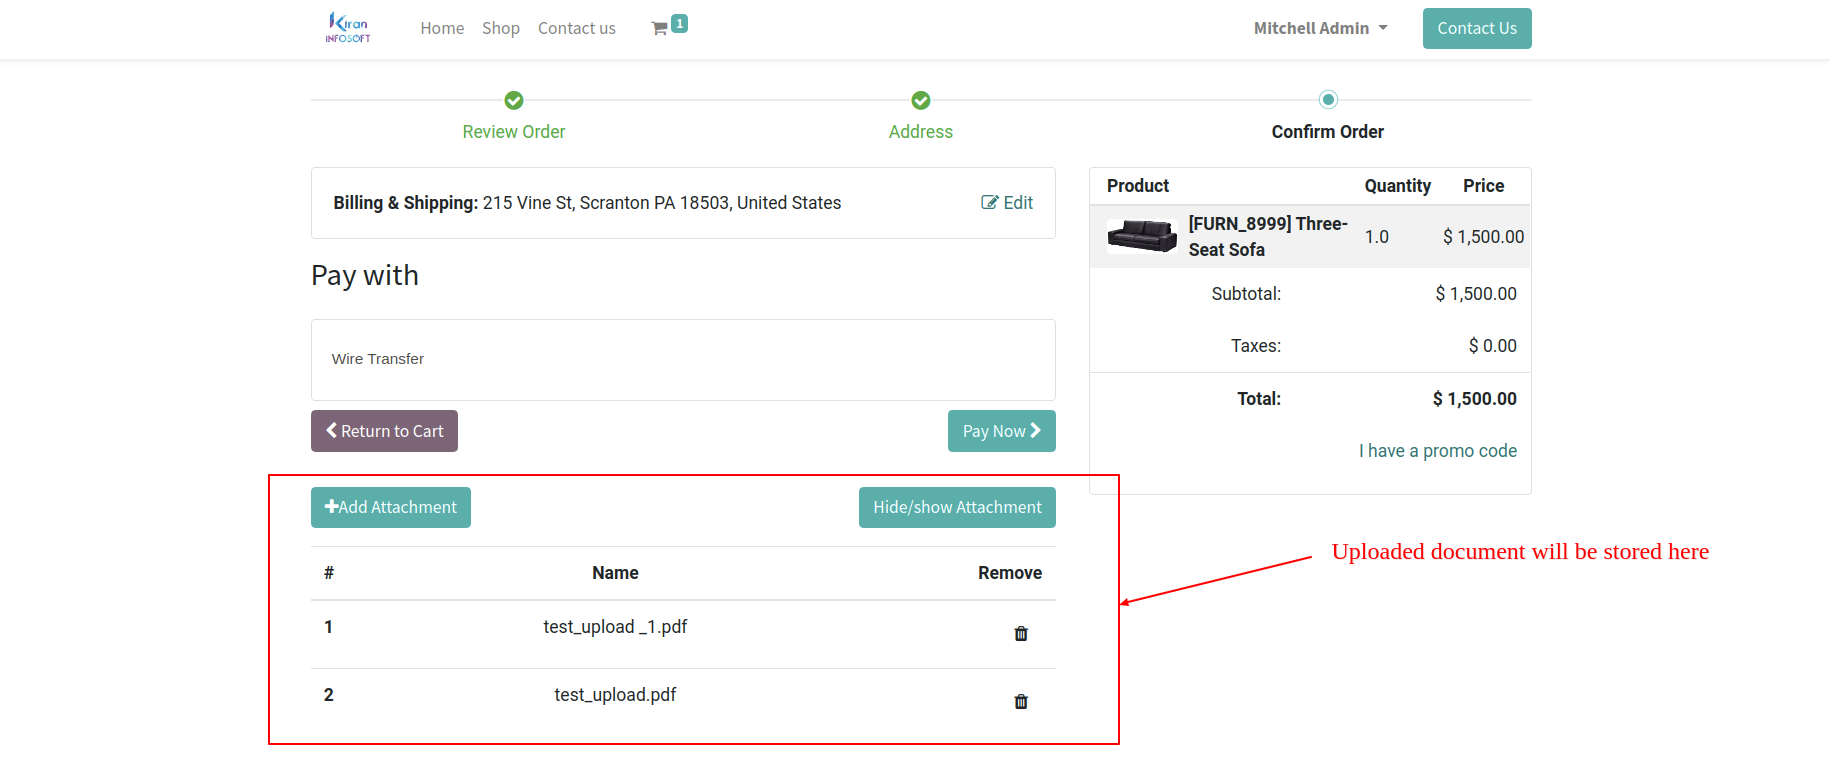 Kiran
INFOSOFT
Home Shop Contact us 1
Mitchell Admin
Contact Us
Review Order
Address
Confirm Order
Billing & Shipping: 215 Vine St, Scranton PA 18503, United States
Edit
Pay with
Wire Transfer
Return to Cart
Pay Now
Product Quantity Price
[FURN_8999] Three-
Seat Sofa
1.0
$ 1,500.00
Subtotal: $ 1,500.00
Taxes: $ 0.00
Total: $ 1,500.00
I have a promo code
Add Attachment
Hide/show Attachment
# Name Remove
1 test_upload _1.pdf
2 test_upload.pdf
Uploaded document will be stored here